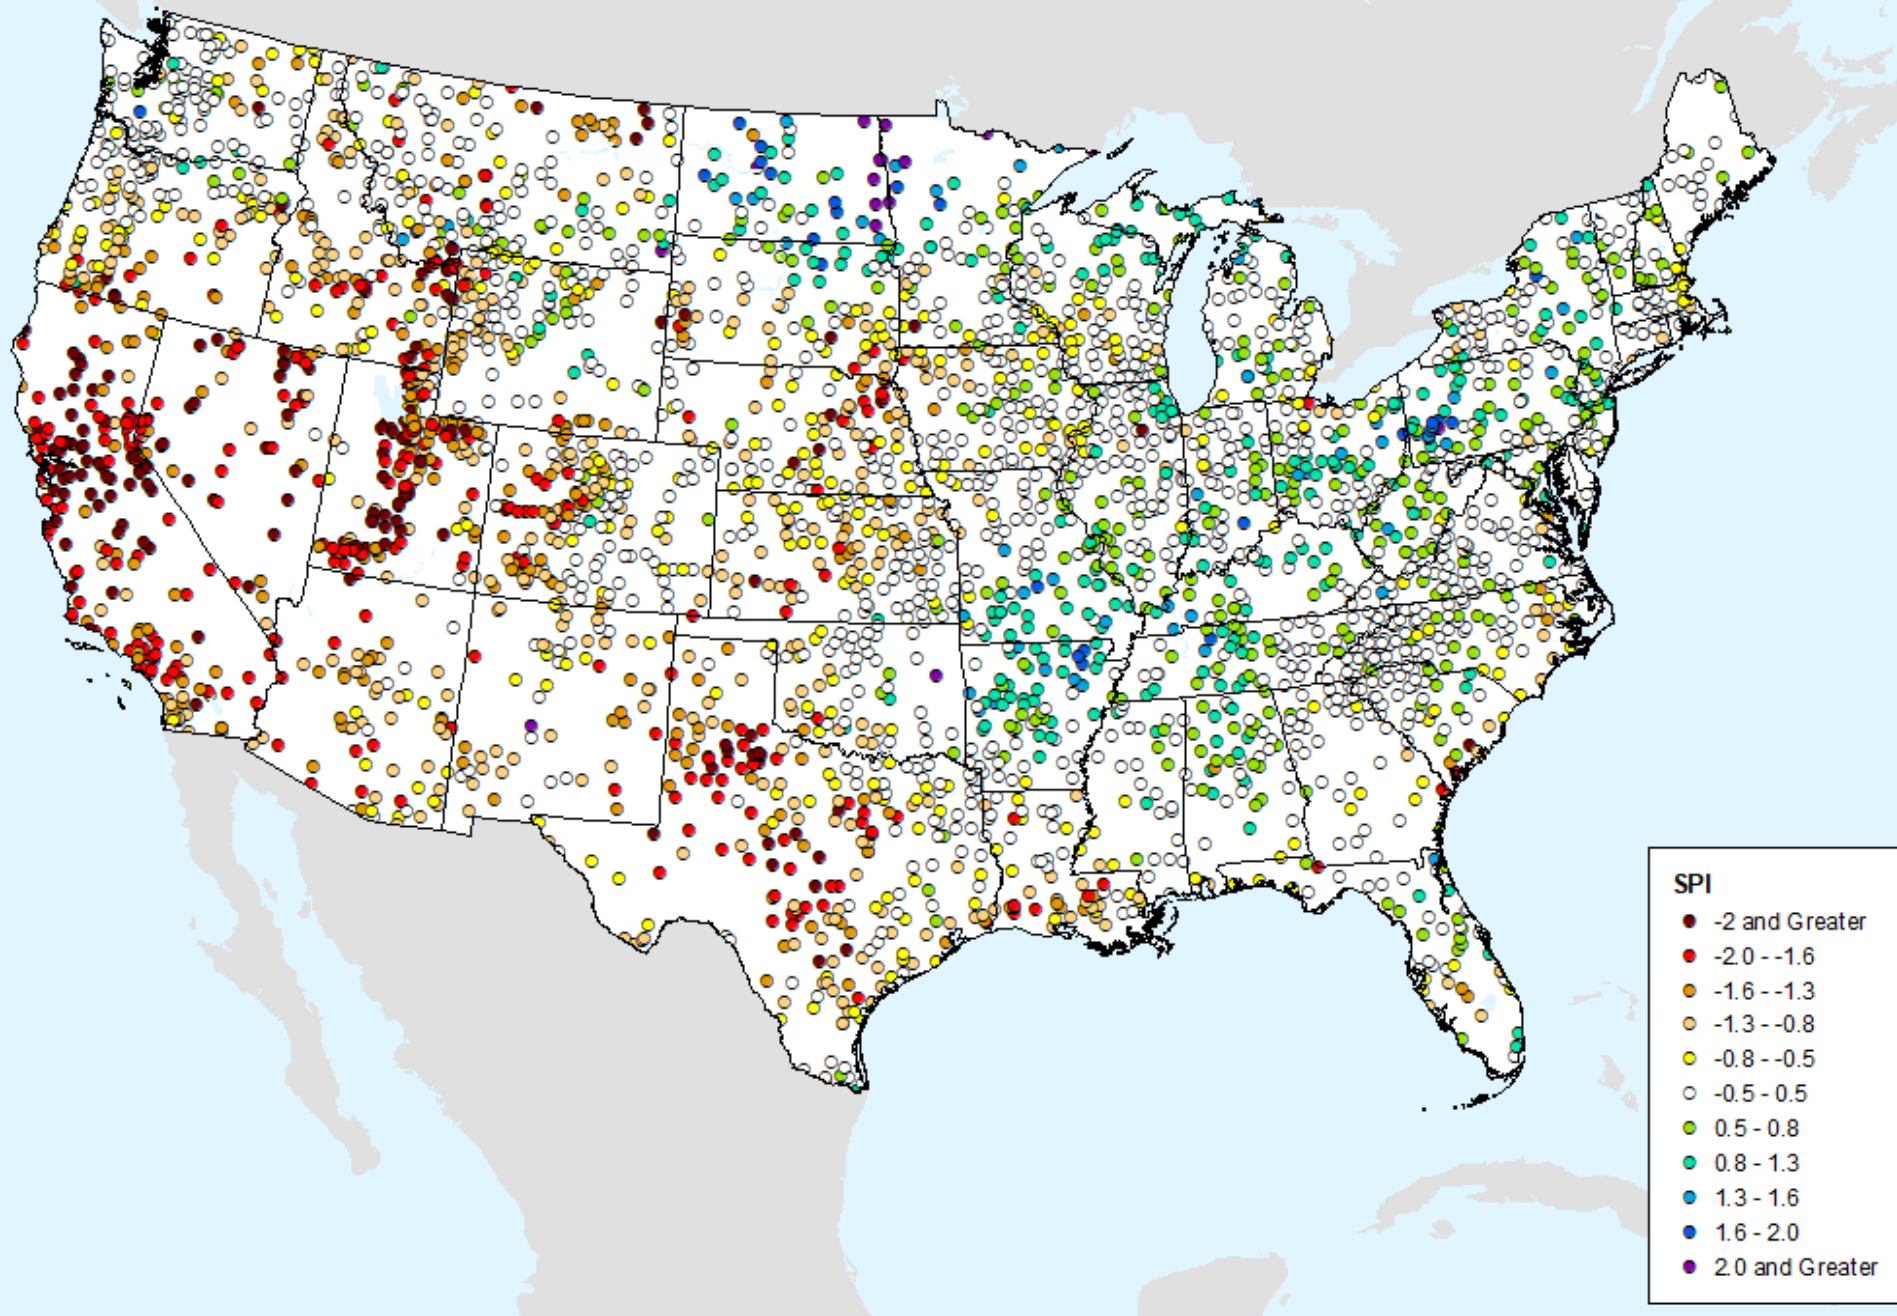 SPI
-2 and Greater
-2.0 - -1.6
-1.6 - -1.3
-1.3 - -0.8
-0.8 - -0.5
-0.5 - 0.5
0.5 - 0.8
0.8 - 1.3
1.3 - 1.6
1.6 - 2.0
2.0 and Greater